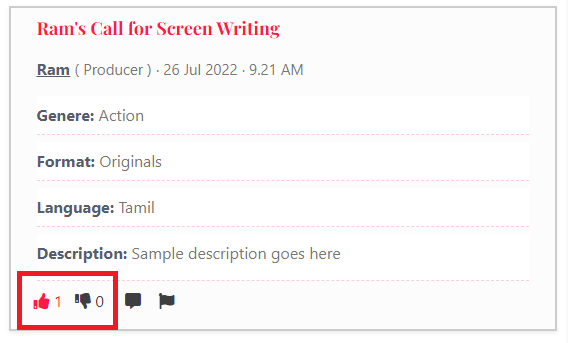 Ram's Call for Screen Writing
Ram ( Producer ) · 26 Jul 2022 · 9.21 AM
Genere: Action
Format: Originals
Language: Tamil
Description: Sample description goes here
1 0